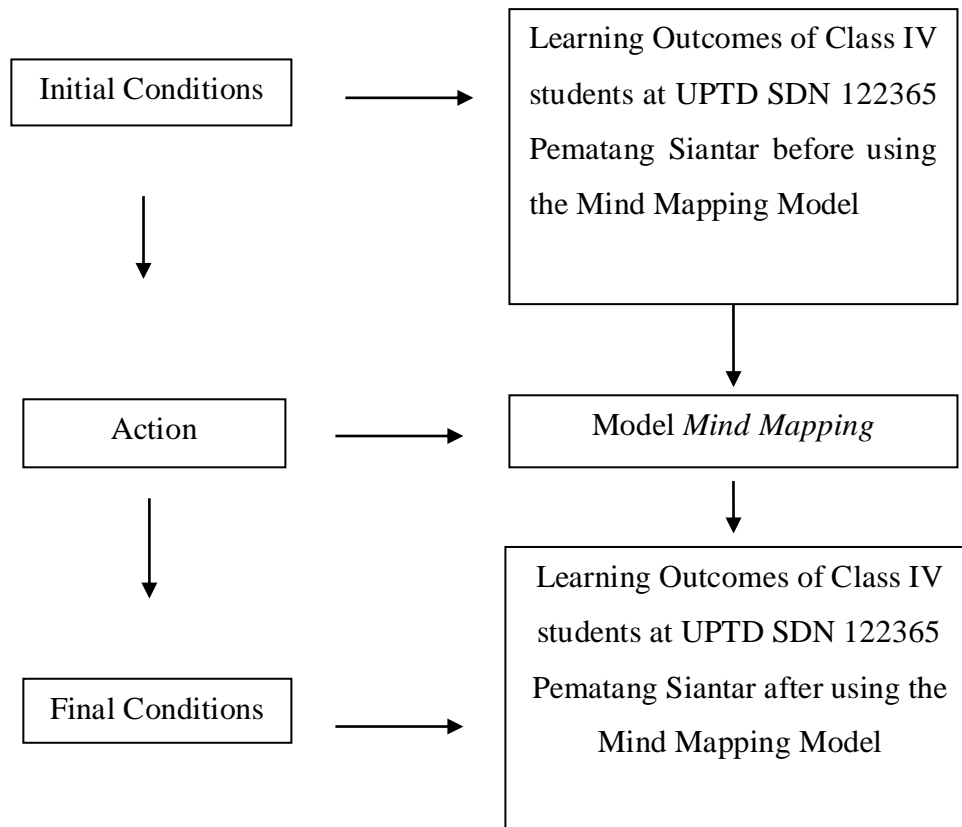 Initial Conditions
Learning Outcomes of Class IV
students at UPTD SDN 122365
Pematang Siantar before using
the Mind Mapping Model
Action
Model Mind Mapping
Final Conditions
Learning Outcomes of Class IV
students at UPTD SDN 122365
Pematang Siantar after using the
Mind Mapping Model